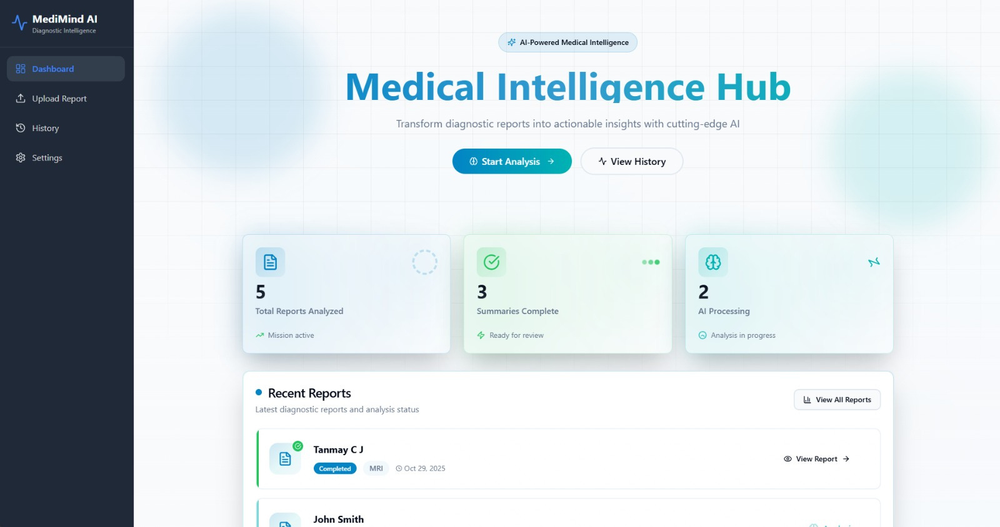 MediMind AI
Diagnostic Intelligence
Dashboard
Upload Report
History
Settings
AI-Powered Medical Intelligence
Medical Intelligence Hub
Transform diagnostic reports into actionable insights with cutting-edge AI
Start Analysis
View History
5
Total Reports Analyzed
Mission active
3
Summaries Complete
Ready for review
2
AI Processing
Analysis in progress
Recent Reports
Latest diagnostic reports and analysis status
View All Reports
Tanmay C J
Completed MRI Oct 29, 2025
View Report
John Smith